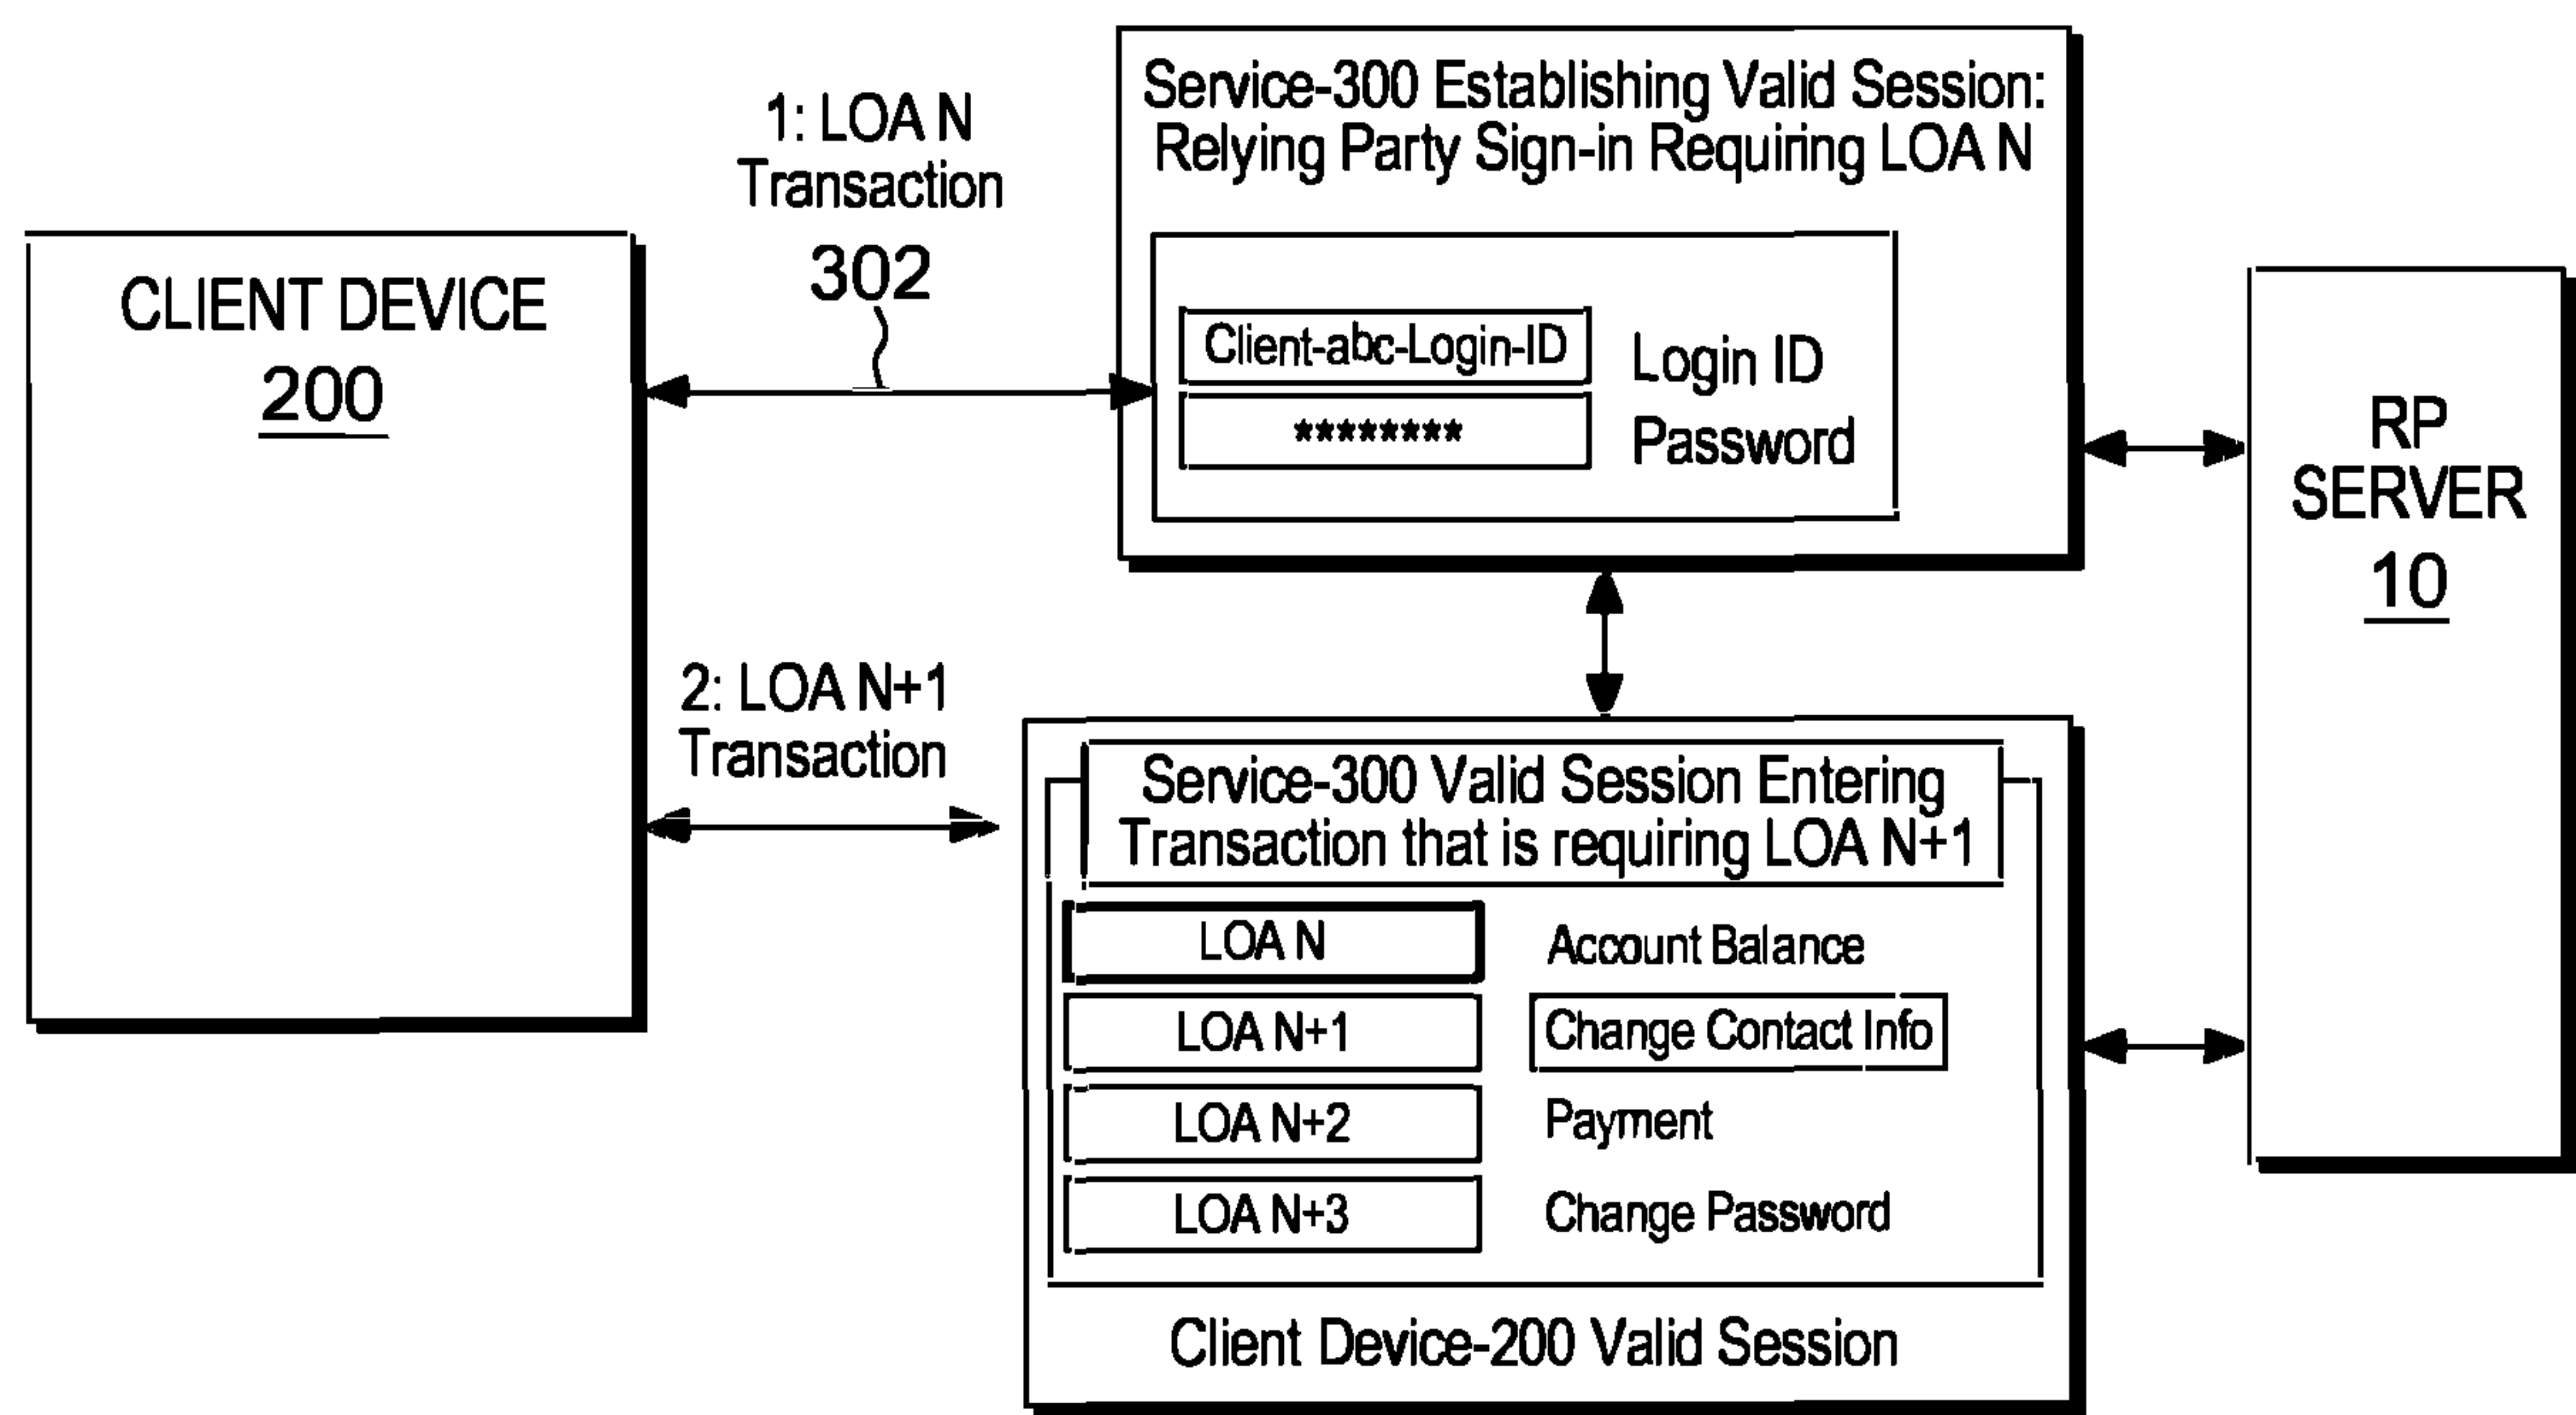 CLIENT DEVICE
200
1: LOA N
Transaction
302
Service-300 Establishing Valid Session:
Relying Party Sign-in Requiring LOA N
Client-abc-Login-ID
Login ID
********
Password
RP
SERVER
10
2: LOA N+1
Transaction
Service-300 Valid Session Entering
Transaction that is requiring LOA N+1
LOA N
Account Balance
LOA N+1
Change Contact Info
LOA N+2
Payment
LOA N+3
Change Password
Client Device-200 Valid Session